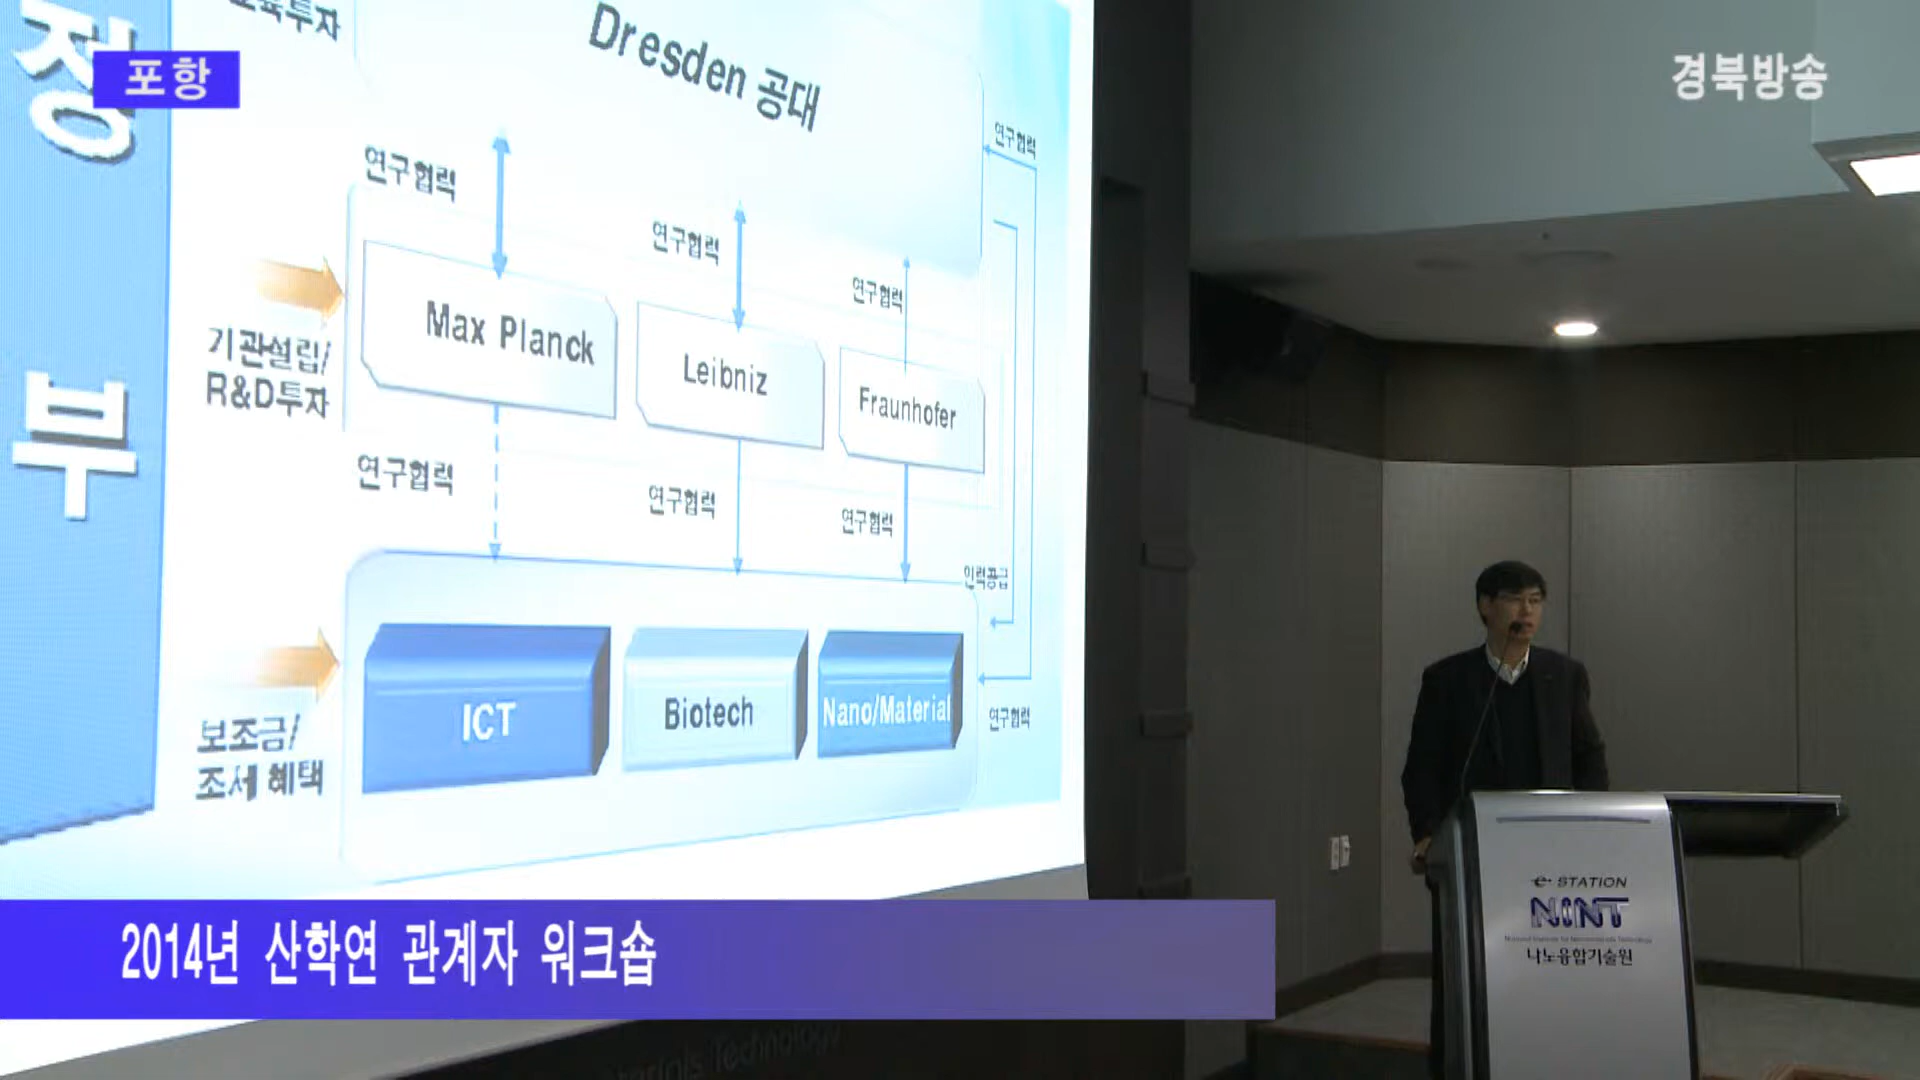 포항
경북방송
정
부
Dresden 공대
연구협력
연구협력
연구협력
연구협력
Max Planck
Leibniz
Fraunhofer
기관설립/
R&D투자
연구협력
연구협력
연구협력
인력공급
ICT
Biotech
Nano/Material
보조금/
조세 혜택
연구협력
2014년 산학연 관계자 워크숍
e· STATION
NINT
나노융합기술원
Technology